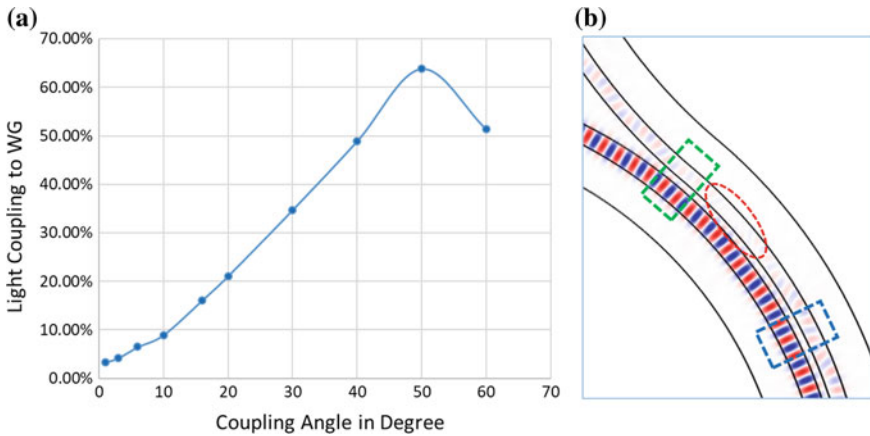 (a)
(b)
70.00%
60.00%
50.00%
40.00%
30.00%
20.00%
10.00%
0.00%
Light Coupling to WG
0 10 20 30 40 50 60 70
Coupling Angle in Degree